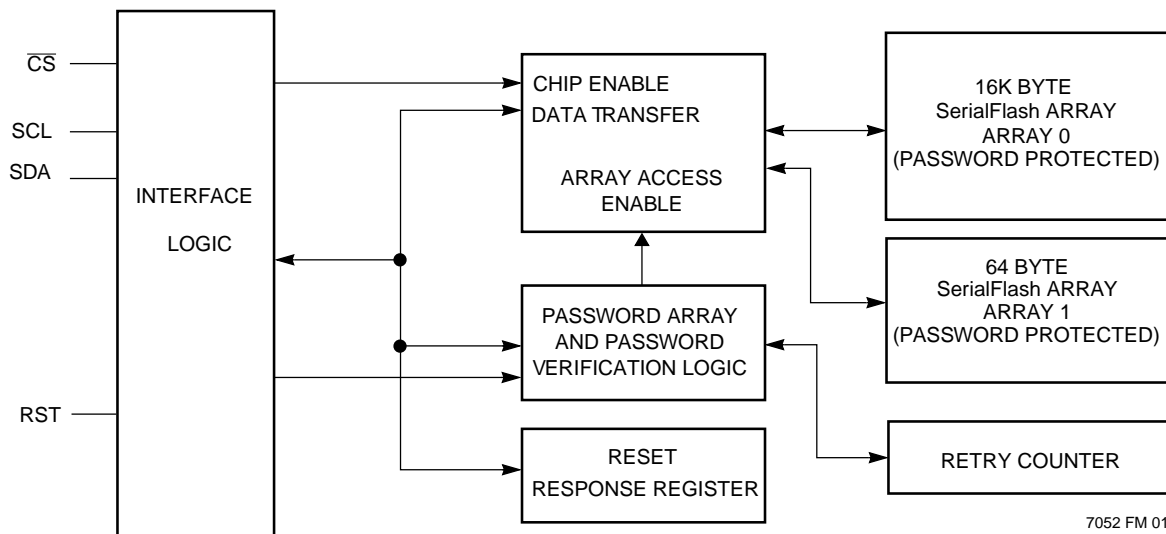 CS
SCL
SDA
RST
INTERFACE
LOGIC
CHIP ENABLE
DATA TRANSFER
ARRAY ACCESS
ENABLE
PASSWORD ARRAY
AND PASSWORD
VERIFICATION LOGIC
RESET
RESPONSE REGISTER
16K BYTE
SerialFlash ARRAY
ARRAY 0
(PASSWORD PROTECTED)
64 BYTE
SerialFlash ARRAY
ARRAY 1
(PASSWORD PROTECTED)
RETRY COUNTER
7052 FM 01